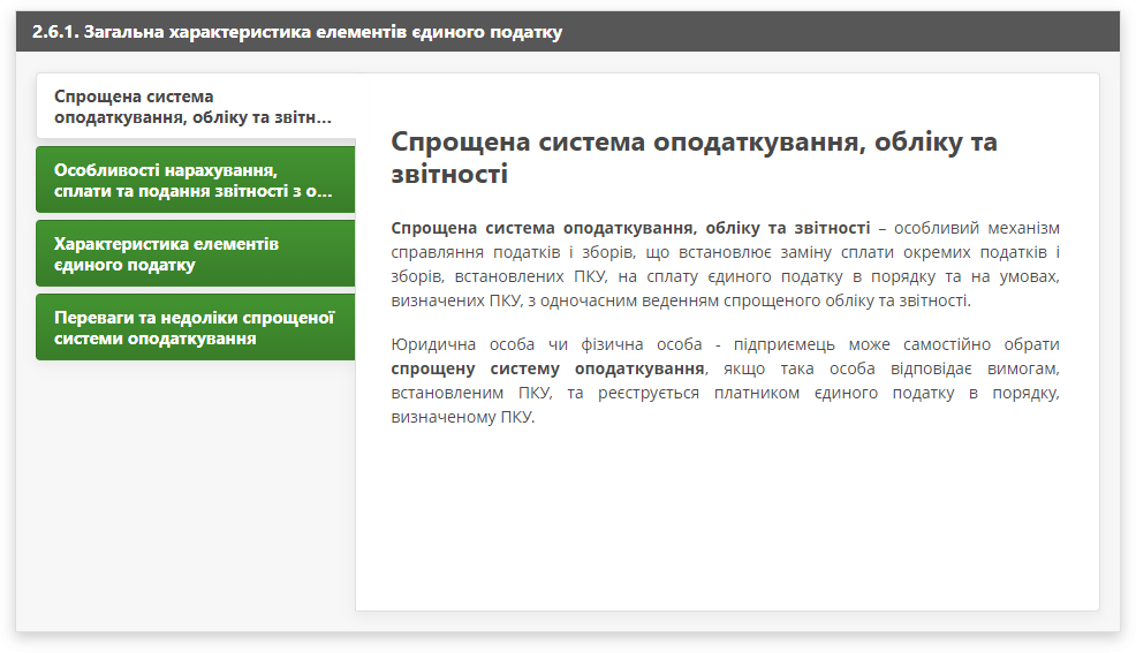 2.6.1. Загальна характеристика елементів єдиного податку
Спрощена система
оподаткування, обліку та звітн...
Особливості нарахування,
сплати та подання звітності з о...
Характеристика елементів
єдиного податку
Переваги та недоліки спрощеної
системи оподаткування
Спрощена система оподаткування, обліку та
звітності
Спрощена система оподаткування, обліку та звітності – особливий механізм
справляння податків і зборів, що встановлює заміну сплати окремих податків і
зборів, встановлених ПКУ, на сплату єдиного податку в порядку та на умовах,
визначених ПКУ, з одночасним веденням спрощеного обліку та звітності.
Юридична особа чи фізична особа - підприємець може самостійно обрати
спрощену систему оподаткування, якщо така особа відповідає вимогам,
встановленим ПКУ, та реєструється платником єдиного податку в порядку,
визначеному ПКУ.